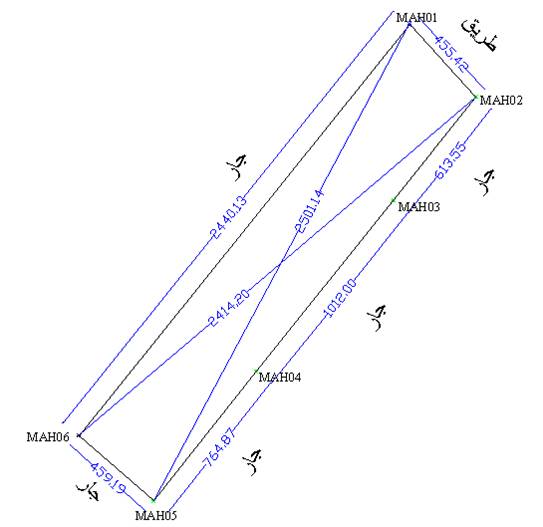 MAH01
طريق
455.42
MAH02
613.55
جار
جار
2440.13
2501.14
MAH03
1012.00
جار
2414.20
MAH04
764.87
جار
MAH06
459.19
جار
MAH05